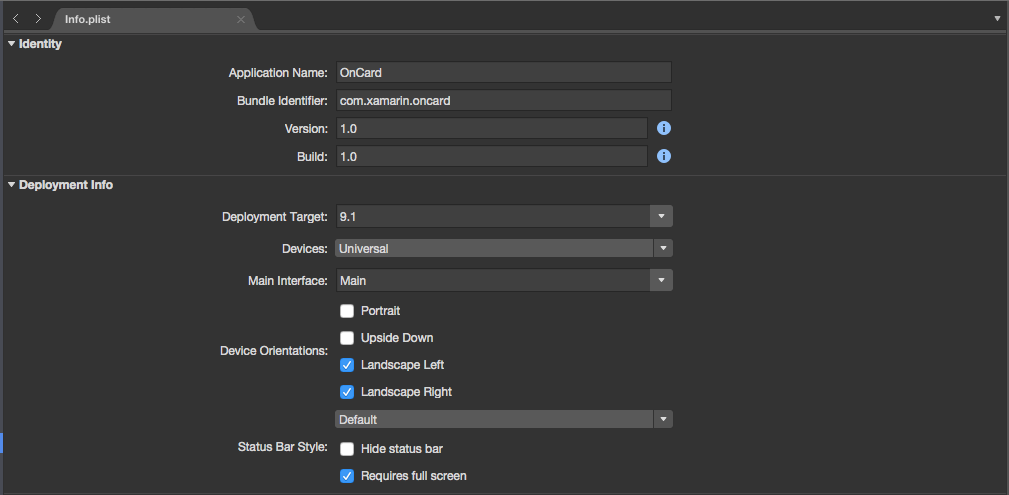 Info.plist
Identity
Application Name: OnCard
Bundle Identifier: com.xamarin.oncard
Version: 1.0
Build: 1.0
Deployment Info
Deployment Target: 9.1
Devices: Universal
Main Interface: Main
Portrait
Upside Down
Device Orientations:
Landscape Left
Landscape Right
Default
Status Bar Style: Hide status bar
Requires full screen